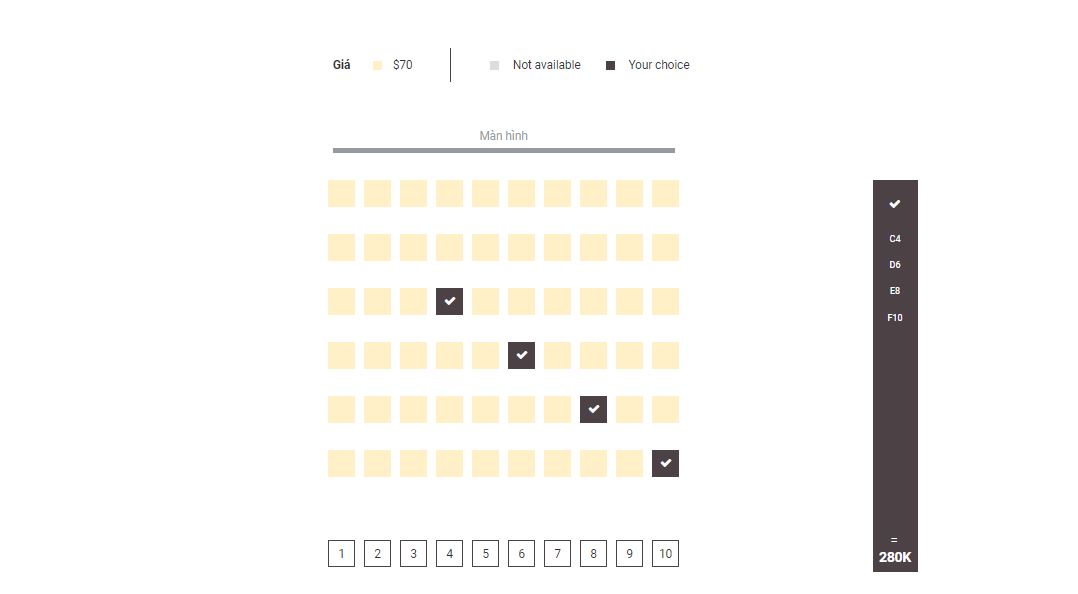 Giá $70 Not available Your choice
Màn hình
C4
D6
E8
F10
1 2 3 4 5 6 7 8 9 10
=
280K